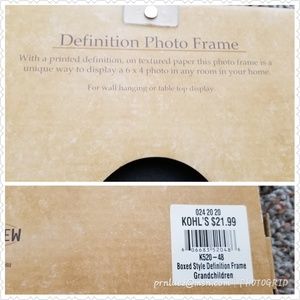 Definition Photo Frame
With a printed definition, on textured paper this photo frame is a
unique way to display a 6 x 4 photo in any room in your home.
For wall hanging or table top display
024 20 20
KOHL'S $21.99
K520-48
Boxed Style Definition Frame
Grandchildren
PHOTOGRID